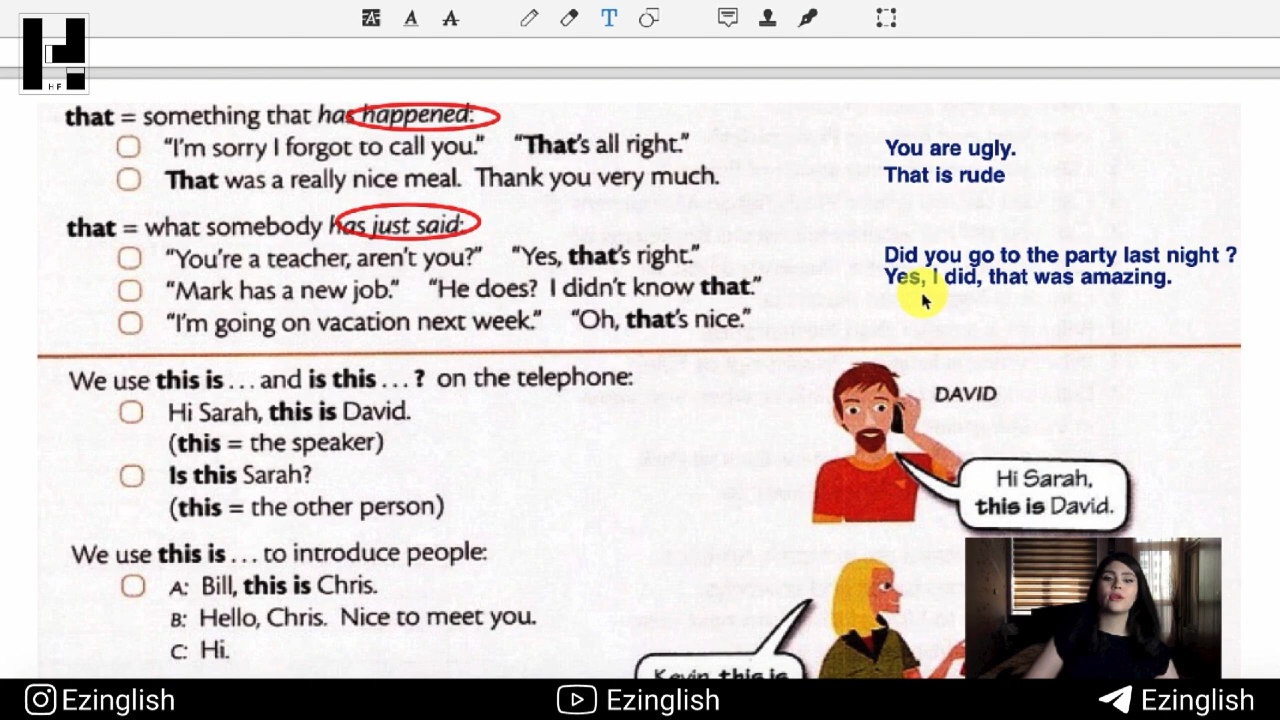 HF
that = something that has happened:
"I'm sorry I forgot to call you." "That's all right."
That was a really nice meal. Thank you very much.
You are ugly.
That is rude
that = what somebody has just said:
"You're a teacher, aren't you?" "Yes, that's right."
"Mark has a new job." "He does? I didn't know that."
"I'm going on vacation next week." "Oh, that's nice."
Did you go to the party last night ?
Yes, I did, that was amazing.
We use this is ... and is this ... ? on the telephone:
Hi Sarah, this is David.
(this = the speaker)
Is this Sarah?
(this = the other person)
DAVID
Hi Sarah,
this is David.
We use this is ... to introduce people:
A: Bill, this is Chris.
B: Hello, Chris. Nice to meet you.
C: Hi.
Kevin, this is
Ezinglish
Ezinglish
Ezinglish